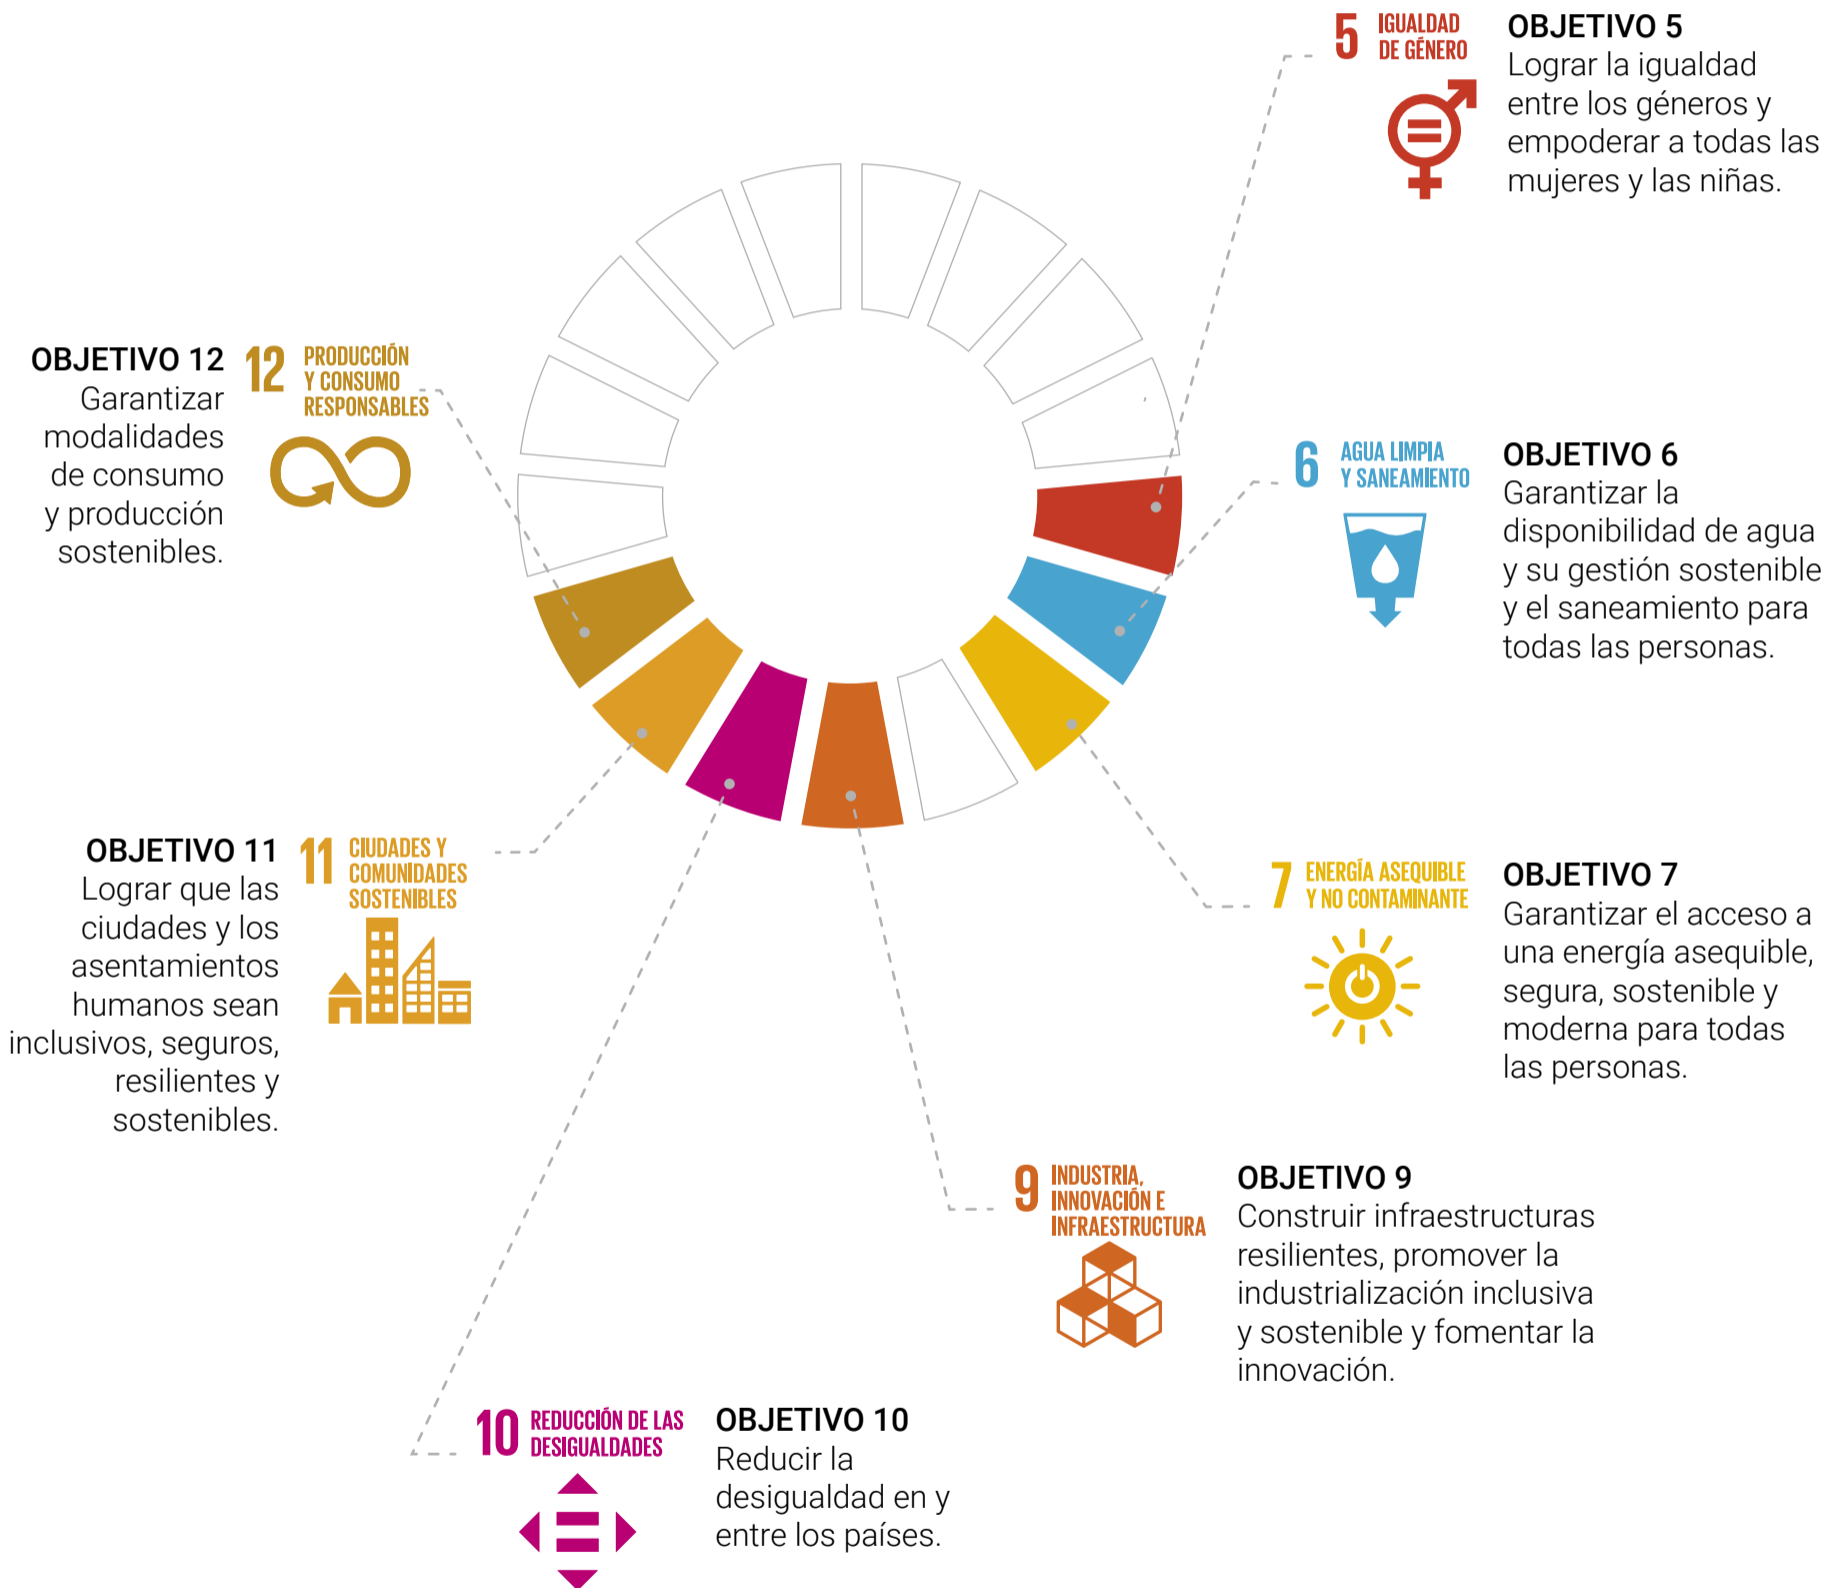 5 IGUALDAD
DE GÉNERO
OBJETIVO 5
Lograr la igualdad
entre los géneros y
empoderar a todas las
mujeres y las niñas.
6 AGUA LIMPIA
Y SANEAMIENTO
OBJETIVO 6
Garantizar la
disponibilidad de agua
y su gestión sostenible
y el saneamiento para
todas las personas.
7 ENERGÍA ASEQUIBLE
Y NO CONTAMINANTE
OBJETIVO 7
Garantizar el acceso a
una energía asequible,
segura, sostenible y
moderna para todas
las personas.
9 INDUSTRIA,
INNOVACIÓN E
INFRAESTRUCTURA
OBJETIVO 9
Construir infraestructuras
resilientes, promover la
industrialización inclusiva
y sostenible y fomentar la
innovación.
10 REDUCCIÓN DE LAS
DESIGUALDADES
OBJETIVO 10
Reducir la
desigualdad en y
entre los países.
OBJETIVO 11
Lograr que las
ciudades y los
asentamientos
humanos sean
inclusivos, seguros,
resilientes y
sostenibles.
11 CIUDADES Y
COMUNIDADES
SOSTENIBLES
OBJETIVO 12
Garantizar
modalidades
de consumo
y producción
sostenibles.
12 PRODUCCIÓN
Y CONSUMO
RESPONSABLES